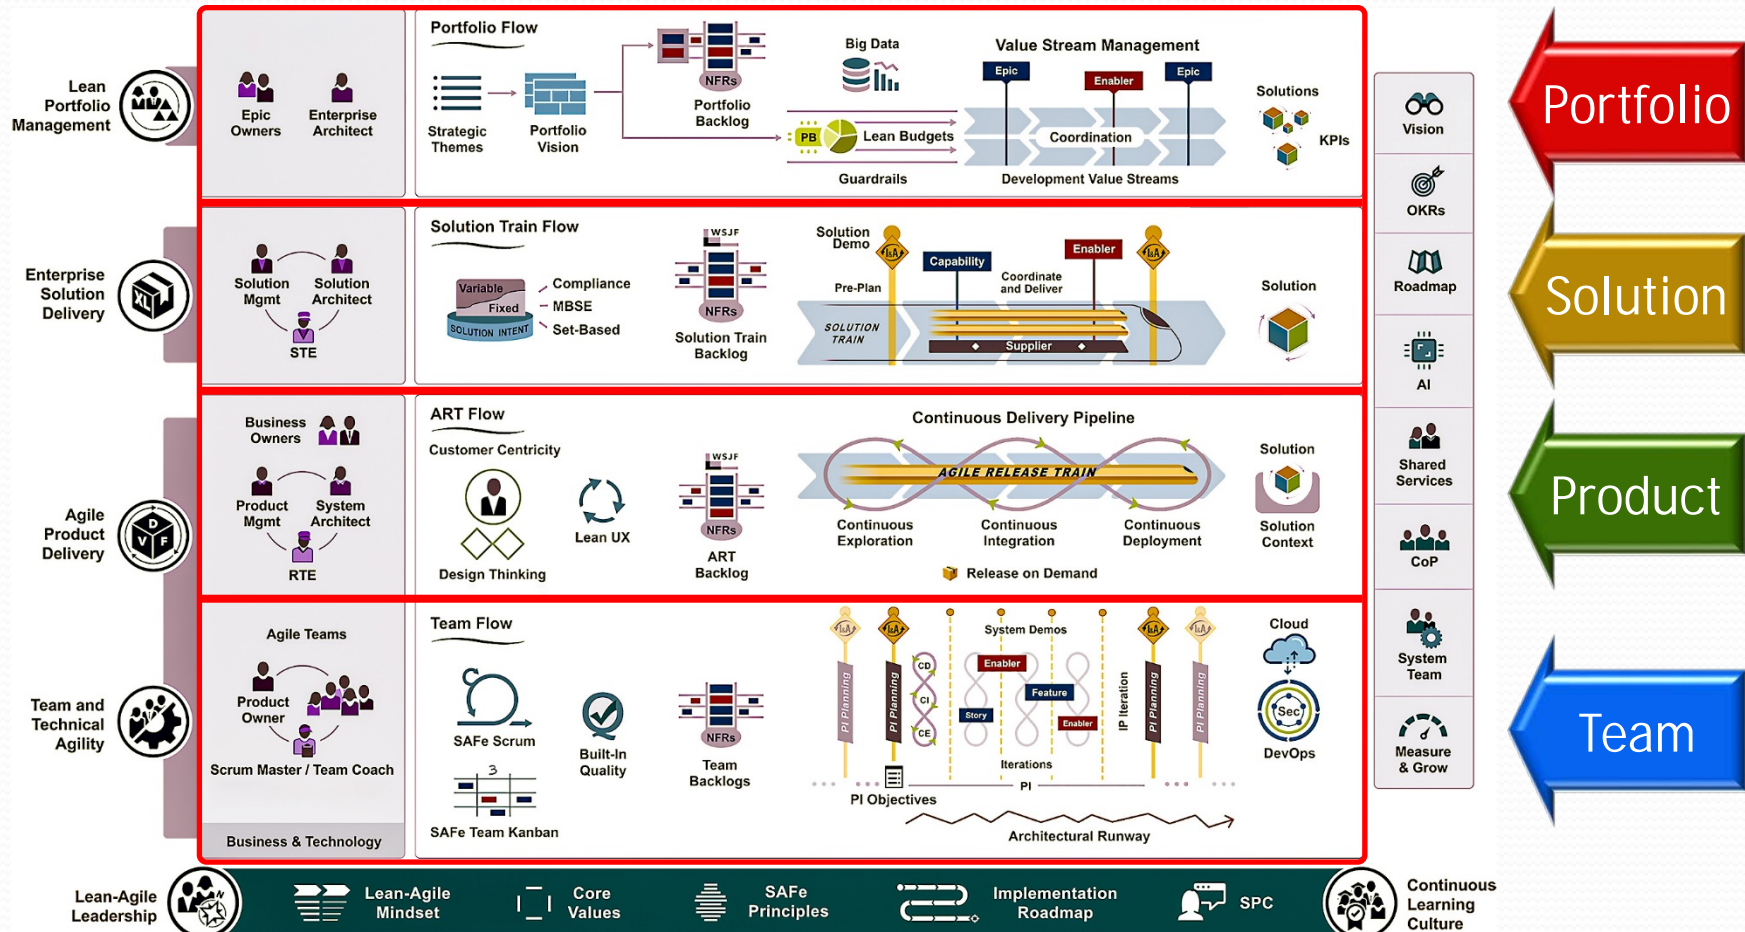 Lean
Portfolio
Management
Epic
Owners
Enterprise
Architect
Portfolio Flow
Strategic
Themes
Portfolio
Vision
NFRs
Portfolio
Backlog
Big Data
PB
Lean Budgets
Guardrails
Value Stream Management
Epic
Enabler
Epic
Coordination
Development Value Streams
Solutions
KPIs
Enterprise
Solution
Delivery
XL
Solution
Mgmt
Solution
Architect
STE
Solution Train Flow
Variable
Fixed
SOLUTION INTENT
Compliance
MBSE
Set-Based
WSJF
NFRs
Solution Train
Backlog
Solution
Demo
I&A
Pre-Plan
Capability
Coordinate
and Deliver
Enabler
I&A
SOLUTION
TRAIN
Supplier
Solution
Agile
Product
Delivery
D
V F
Business
Owners
Product
Mgmt
System
Architect
RTE
ART Flow
Customer Centricity
Design Thinking
Lean UX
WSJF
NFRs
ART
Backlog
Continuous Delivery Pipeline
AGILE RELEASE TRAIN
Continuous
Exploration
Continuous
Integration
Continuous
Deployment
Release on Demand
Solution
Solution
Context
Team and
Technical
Agility
Agile Teams
Product
Owner
Scrum Master / Team Coach
Business & Technology
Team Flow
SAFe Scrum
3
SAFe Team Kanban
Built-In
Quality
NFRs
Team
Backlogs
I&A
I&A
PI Planning
PI Planning
CD
CI
CE
System Demos
Enabler
Feature
Story
Enabler
Iterations
IP Iteration
I&A
I&A
PI Planning
PI Planning
PI Objectives
PI
Architectural Runway
Cloud
Sec
DevOps
Vision
OKRs
Roadmap
AI
Shared
Services
CoP
System
Team
Measure
& Grow
Portfolio
Solution
Product
Team
Lean-Agile
Leadership
N
Lean-Agile
Mindset
Core
Values
SAFe
Principles
Implementation
Roadmap
SPC
Continuous
Learning
Culture